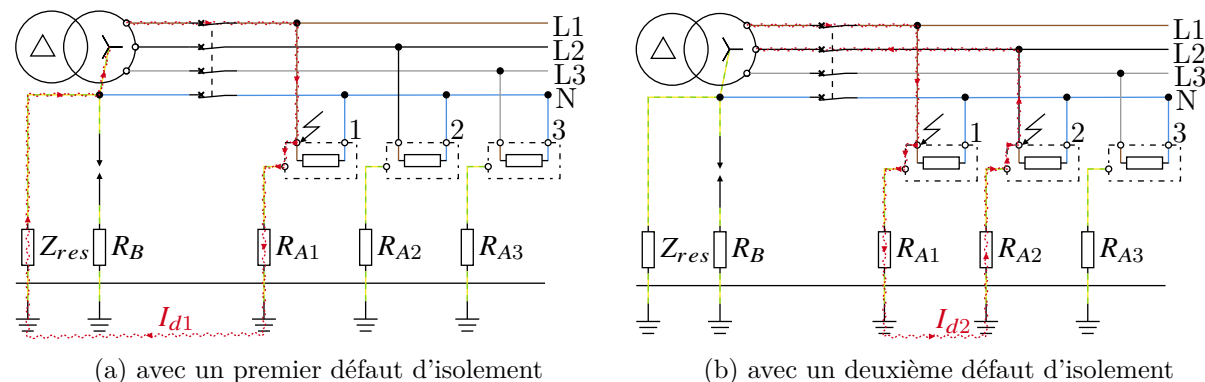 L1
L2
L3
N
1
2
3
Z_res R_B R_A1 R_A2 R_A3
I_d1
(a) avec un premier défaut d'isolement
L1
L2
L3
N
1
2
3
Z_res R_B R_A1 R_A2 R_A3
I_d2
(b) avec un deuxième défaut d'isolement